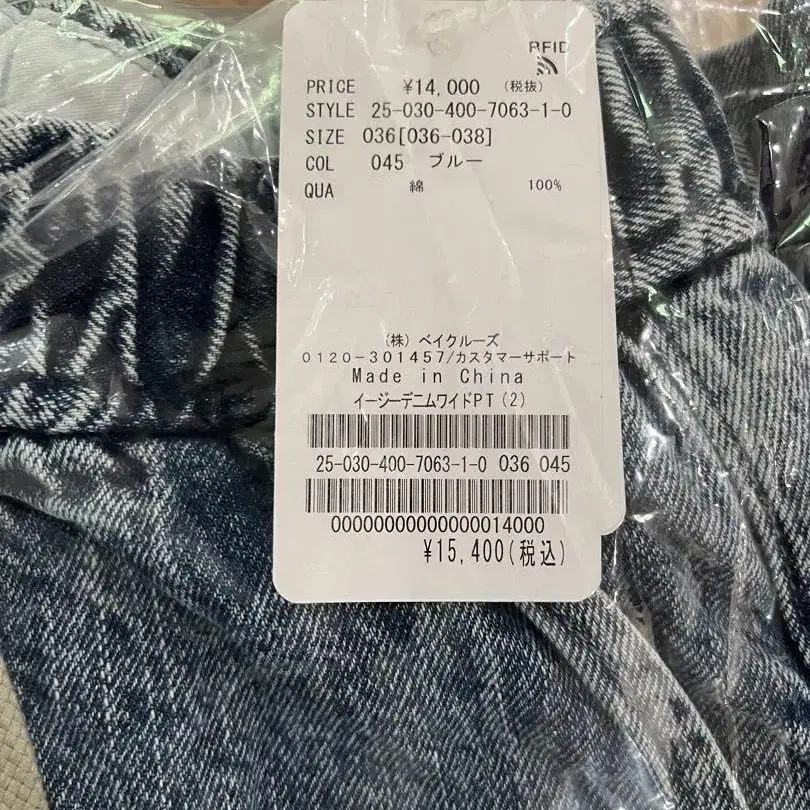 RFID
PRICE ¥14,000 (税抜)
STYLE 25-030-400-7063-1-0
SIZE 036[036-038]
COL 045 ブルー
QUA 綿 100%
(株) ベイクルーズ
0120-301457/カスタマーサポート
Made in China
イージーデニムワイドPT(2)
25-030-400-7063-1-0 036 045
00000000000000014000
¥15,400(税込)